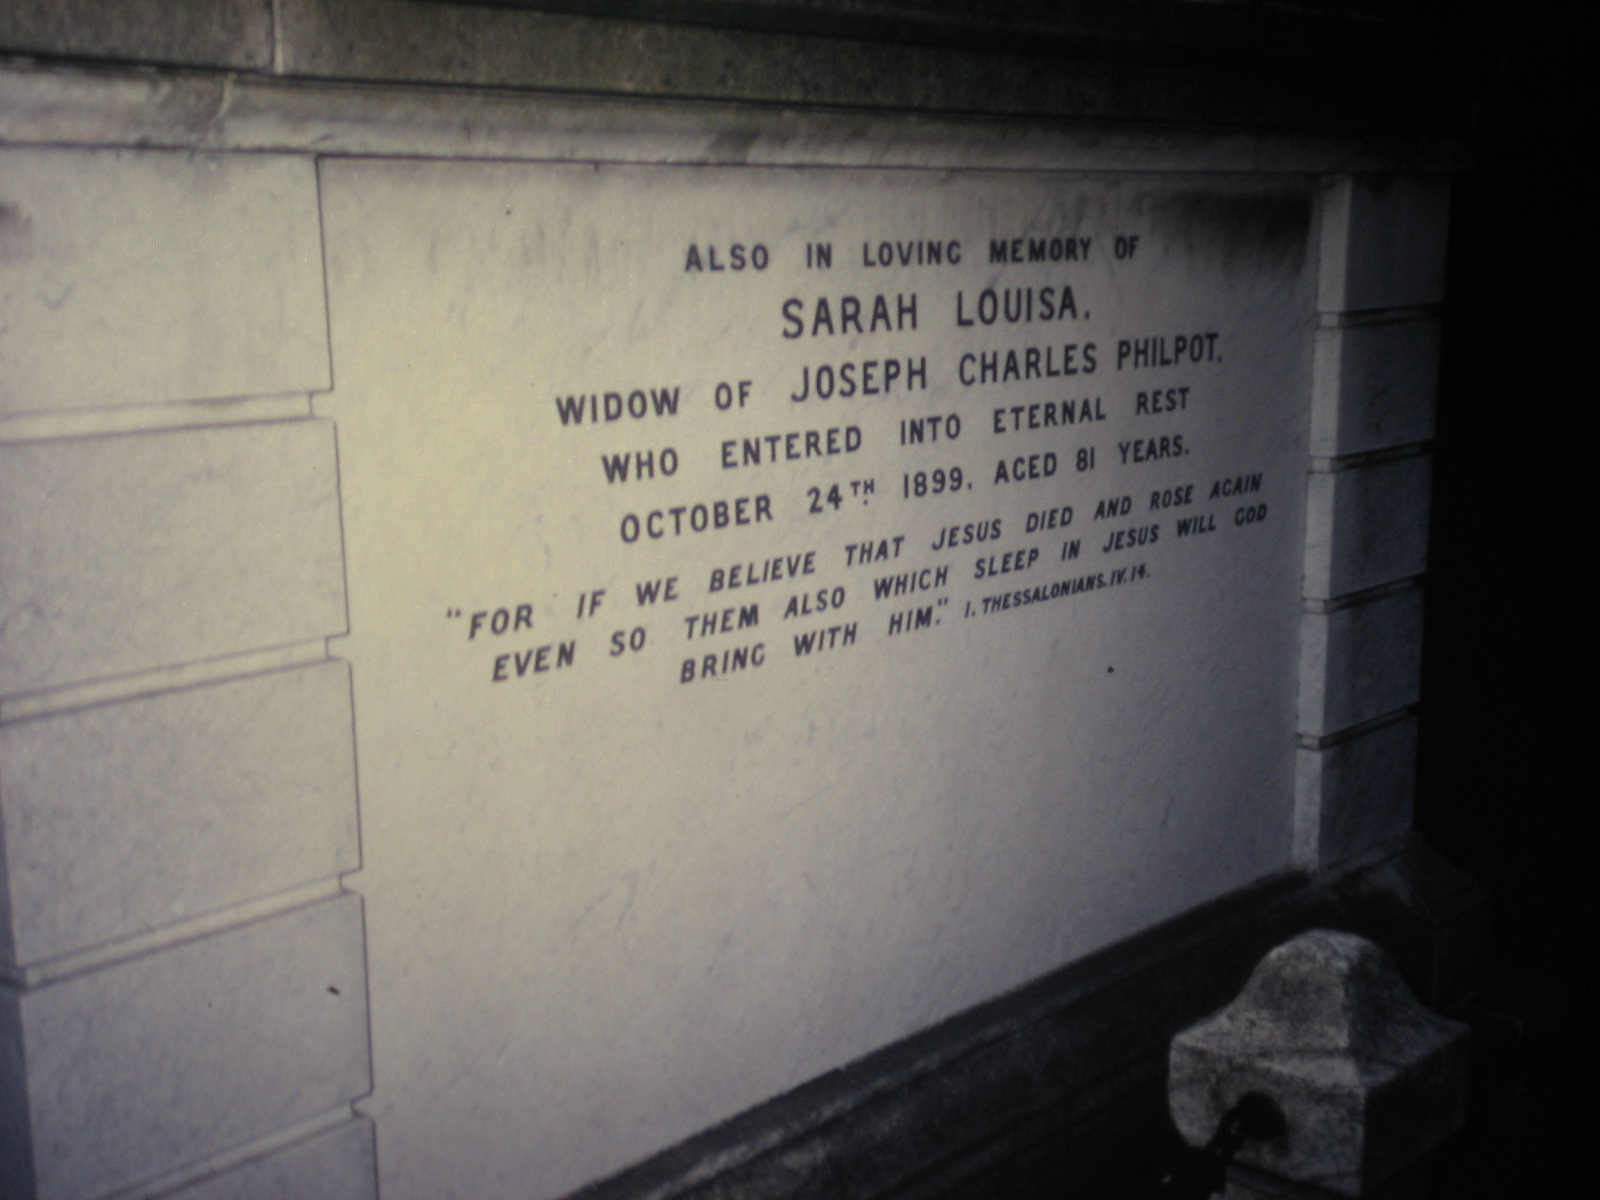 ALSO IN LOVING MEMORY OF
SARAH LOUISA.
WIDOW OF JOSEPH CHARLES PHILPOT.
WHO ENTERED INTO ETERNAL REST
OCTOBER 24TH. 1899. AGED 81 YEARS.
"FOR IF WE BELIEVE THAT JESUS DIED AND ROSE AGAIN
EVEN SO THEM ALSO WHICH SLEEP IN JESUS WILL GOD
BRING WITH HIM." I. THESSALONIANS. IV. 14.